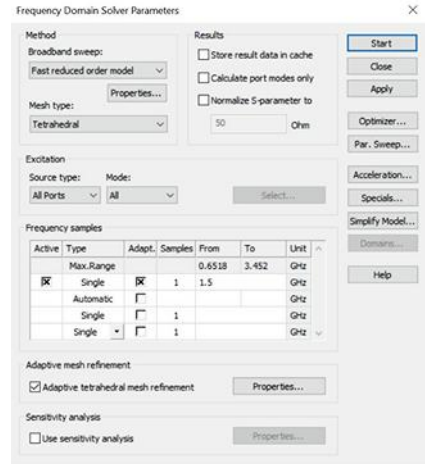 Frequency Domain Solver Parameters
Method
Broadband sweep:
Fast reduced order model
Properties...
Mesh type:
Tetrahedral
Results
Store result data in cache
Calculate port modes only
Normalize S-parameter to
50 Ohm
Start
Close
Apply
Optimizer...
Par. Sweep...
Acceleration...
Specials...
Simplify Model...
Domains...
Help
Excitation
Source type: Mode:
All Ports All Select...
Frequency samples
Active Type Adapt. Samples From To Unit
Max.Range 0.6518 3.452 GHz
Single 1 1.5 GHz
Automatic GHz
Single 1 GHz
Single 1 GHz
Adaptive mesh refinement
Adaptive tetrahedral mesh refinement Properties...
Sensitivity analysis
Use sensitivity analysis Properties...